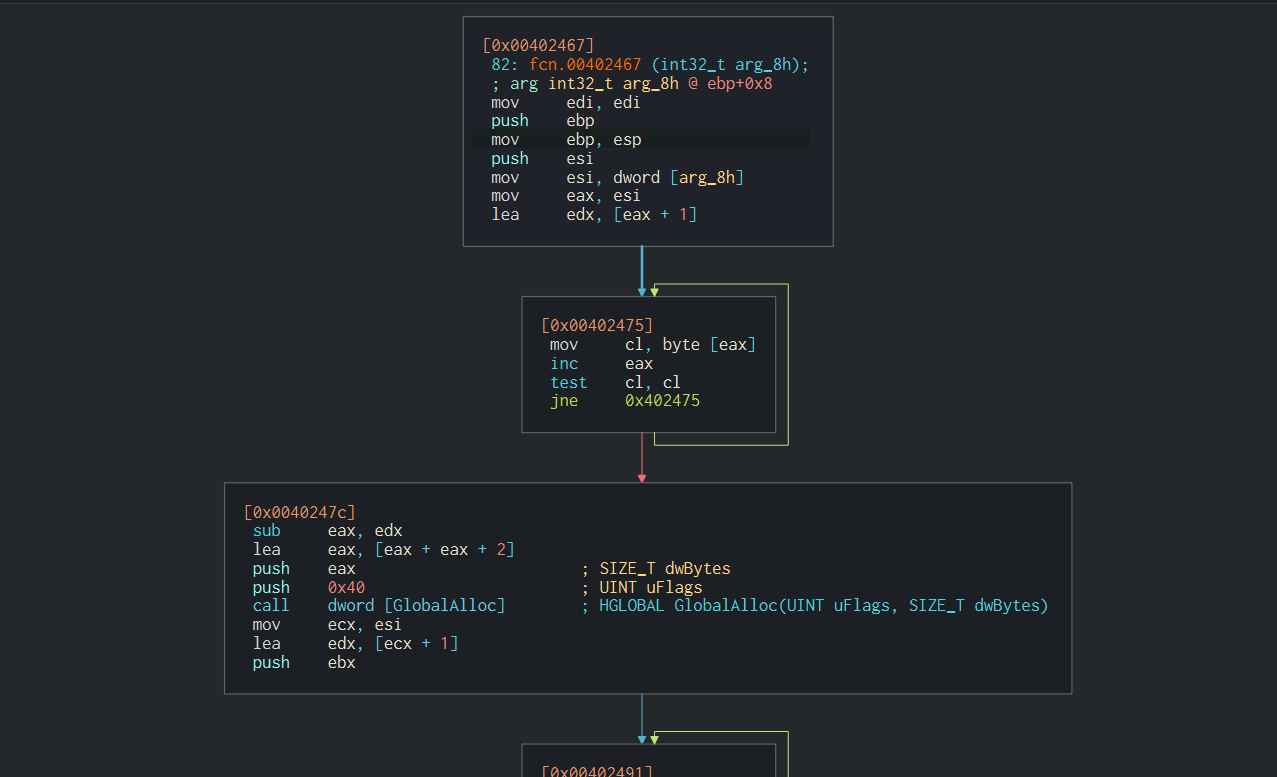 [0x00402467]
82: fcn.00402467 (int32_t arg_8h);
; arg int32_t arg_8h @ ebp+0x8
mov edi, edi
push ebp
mov ebp, esp
push esi
mov esi, dword [arg_8h]
mov eax, esi
lea edx, [eax + 1]
[0x00402475]
mov cl, byte [eax]
inc eax
test cl, cl
jne 0x402475
[0x0040247c]
sub eax, edx
lea eax, [eax + eax + 2]
push eax ; SIZE_T dwBytes
push 0x40 ; UINT uFlags
call dword [GlobalAlloc] ; HGLOBAL GlobalAlloc(UINT uFlags, SIZE_T dwBytes)
mov ecx, esi
lea edx, [ecx + 1]
push ebx
[0x00402491]